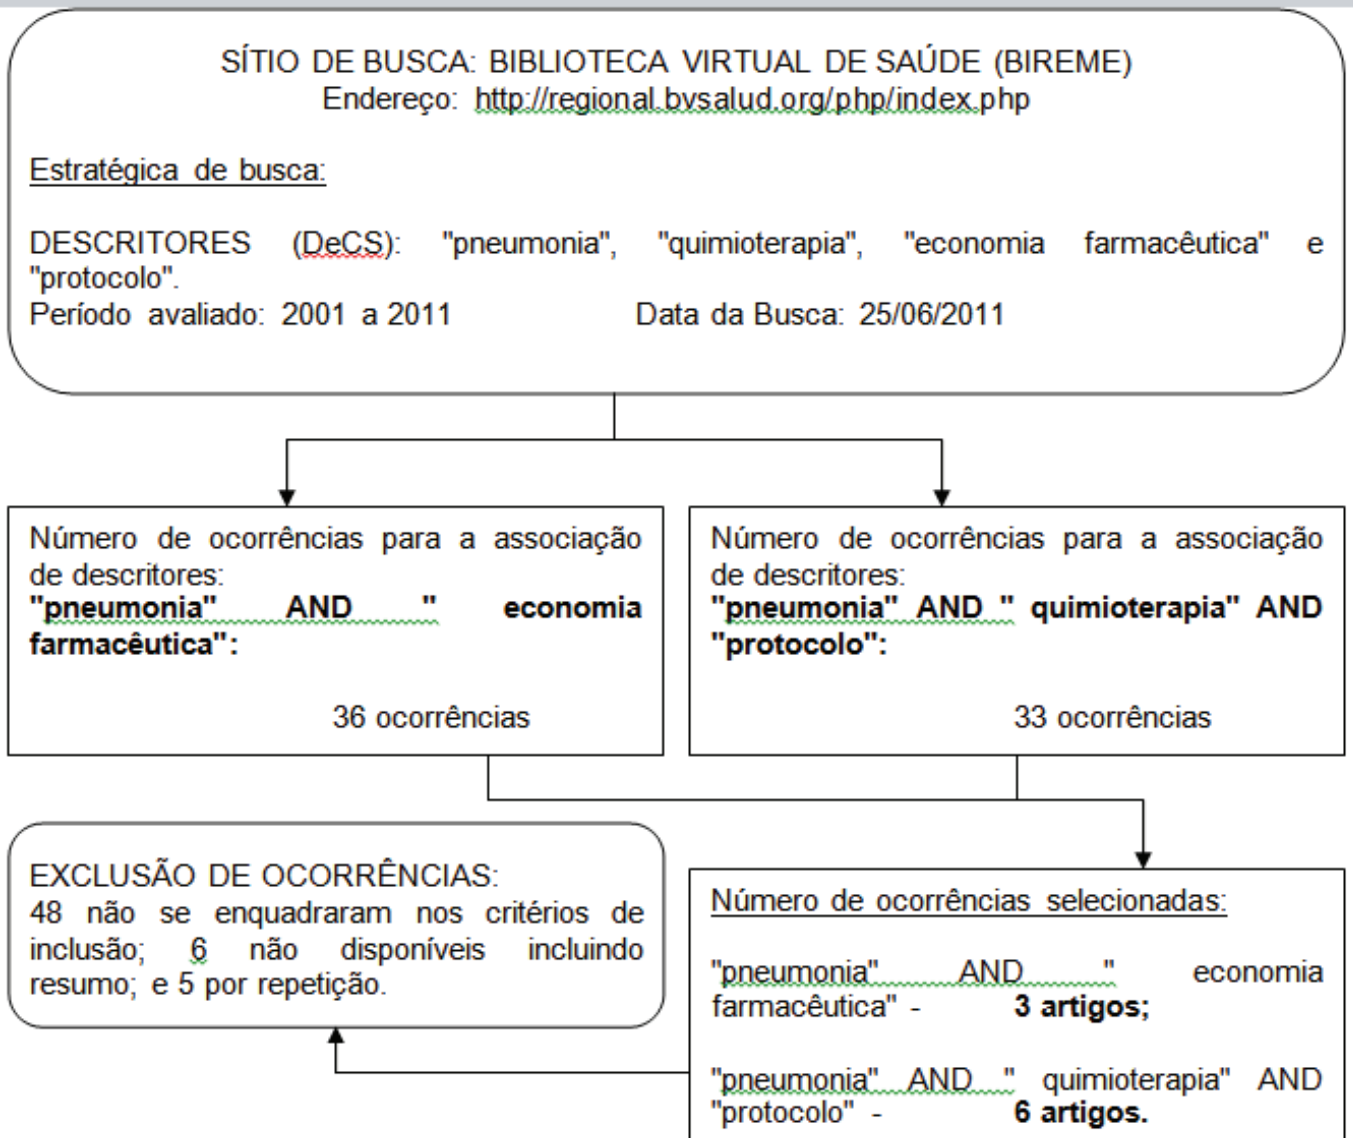 SÍTIO DE BUSCA: BIBLIOTECA VIRTUAL DE SAÚDE (BIREME)
Endereço: http://regional.bvsalud.org/php/index.php
Estratégica de busca:
DESCRITORES (DeCS): "pneumonia", "quimioterapia", "economia farmacêutica" e
"protocolo".
Período avaliado: 2001 a 2011 Data da Busca: 25/06/2011
Número de ocorrências para a associação
de descritores:
"pneumonia" AND " economia
farmacêutica":
36 ocorrências
Número de ocorrências para a associação
de descritores:
"pneumonia" AND " quimioterapia" AND
"protocolo":
33 ocorrências
EXCLUSÃO DE OCORRÊNCIAS:
48 não se enquadraram nos critérios de
inclusão; 6 não disponíveis incluindo
resumo; e 5 por repetição.
Número de ocorrências selecionadas:
"pneumonia" AND " economia
farmacêutica" - 3 artigos;
"pneumonia" AND " quimioterapia" AND
"protocolo" - 6 artigos.